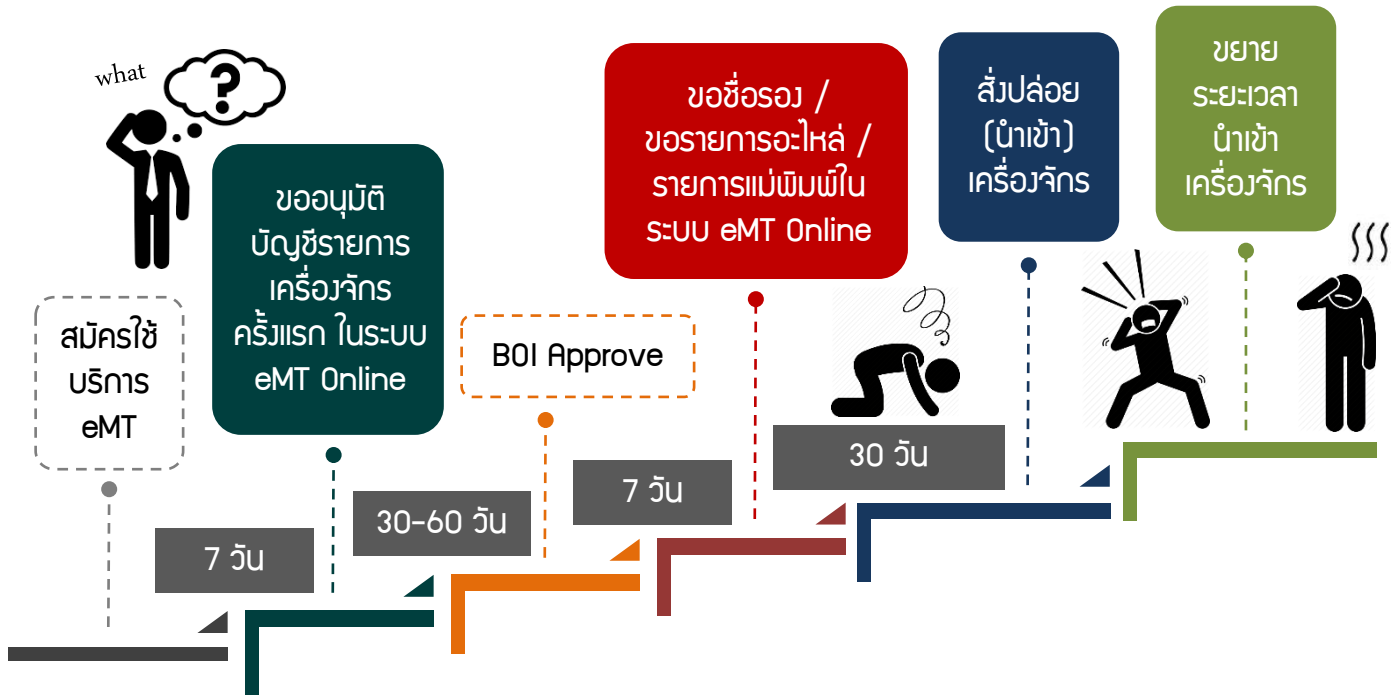 what
?
สมัครใช้
บริการ
eMT
7 วัน
ขออนุมัติ
บัญชีรายการ
เครื่องจักร
ครั้งแรก ในระบบ
eMT Online
30-60 วัน
BOI Approve
7 วัน
ขอชื่อรอง /
ขอรายการอะไหล่ /
รายการแม่พิมพ์ใน
ระบบ eMT Online
30 วัน
สั่งปล่อย
(นำเข้า)
เครื่องจักร
ขยาย
ระยะเวลา
นำเข้า
เครื่องจักร